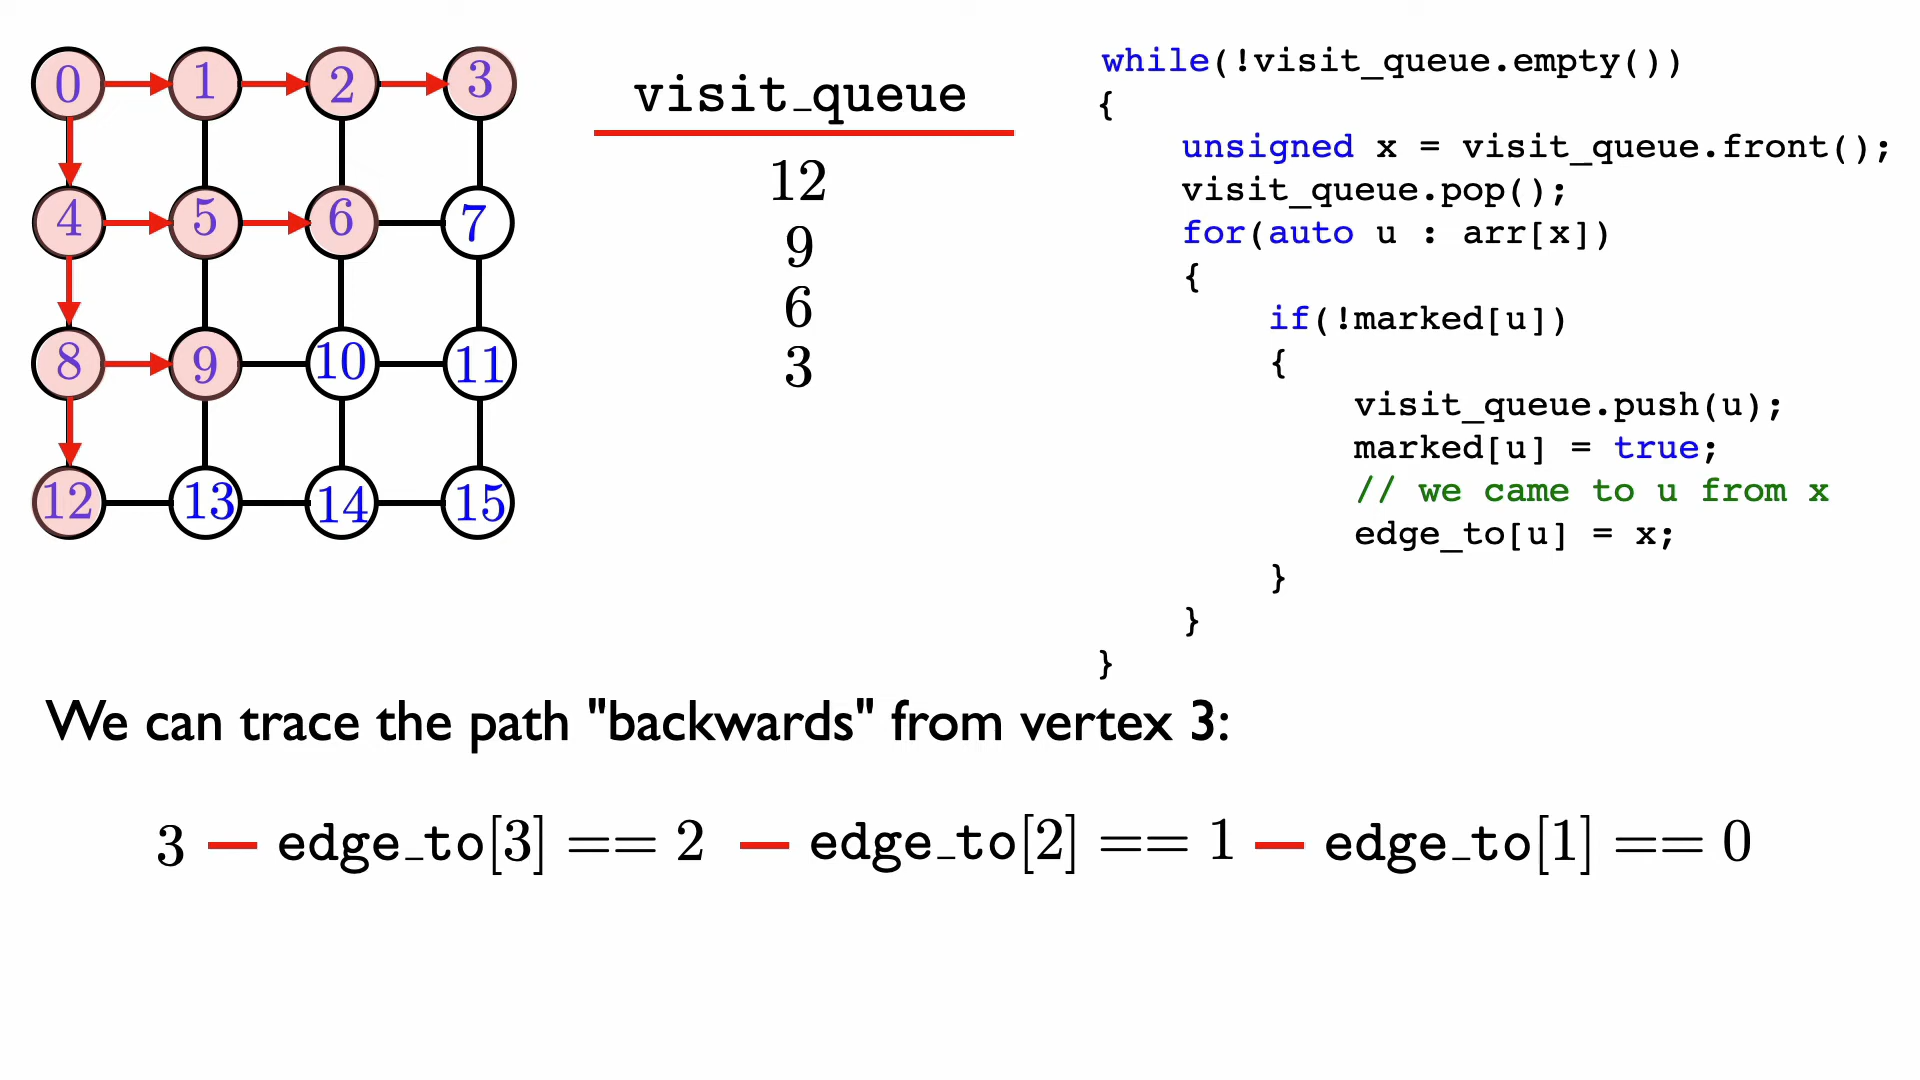 0 1 2 3
4 5 6 7
8 9 10 11
12 13 14 15
visit_queue
12
9
6
3
while(!visit_queue.empty())
{
    unsigned x = visit_queue.front();
    visit_queue.pop();
    for(auto u : arr[x])
    {
        if(!marked[u])
        {
            visit_queue.push(u);
            marked[u] = true;
            // we came to u from x
            edge_to[u] = x;
        }
    }
}
We can trace the path "backwards" from vertex 3:
3 — edge_to[3] == 2 — edge_to[2] == 1 — edge_to[1] == 0